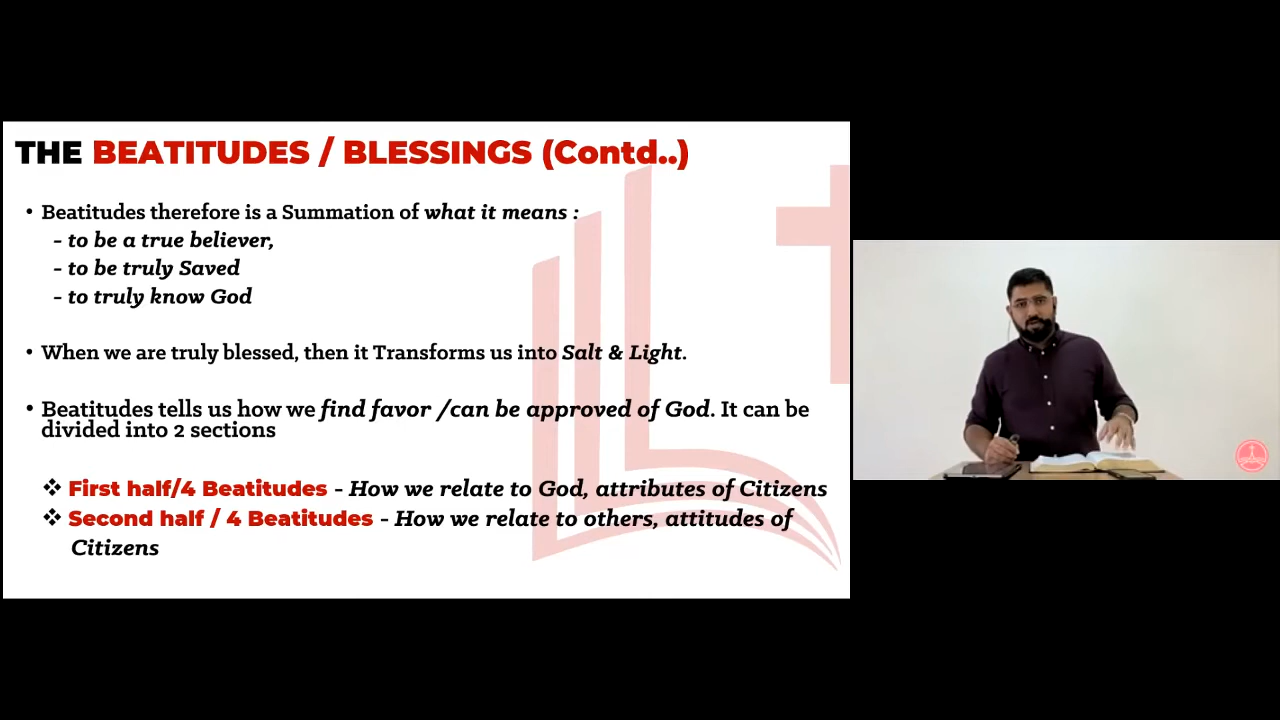 THE BEATITUDES / BLESSINGS (Contd..)
• Beatitudes therefore is a Summation of what it means :
- to be a true believer,
- to be truly Saved
- to truly know God
• When we are truly blessed, then it Transforms us into Salt & Light.
• Beatitudes tells us how we find favor /can be approved of God. It can be
divided into 2 sections
❖ First half/4 Beatitudes - How we relate to God, attributes of Citizens
❖ Second half / 4 Beatitudes - How we relate to others, attitudes of
Citizens